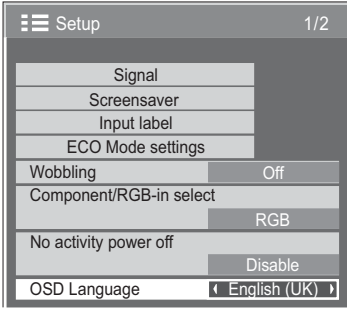 Setup 1/2
Signal
Screensaver
Input label
ECO Mode settings
Wobbling Off
Component/RGB-in select
RGB
No activity power off
Disable
OSD Language English (UK)